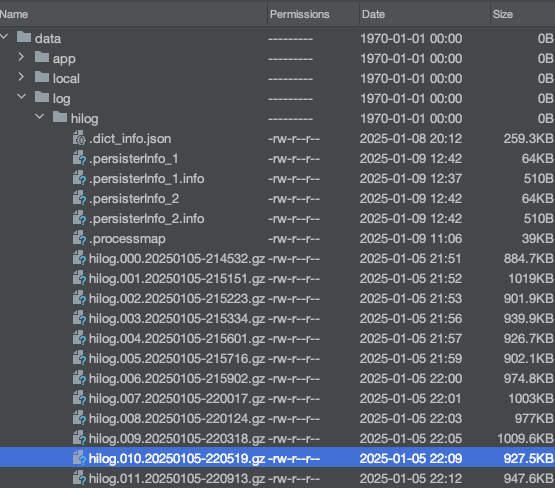 Name Permissions Date Size
data ---------- 1970-01-01 00:00 0B
app ---------- 1970-01-01 00:00 0B
local ---------- 1970-01-01 00:00 0B
log ---------- 1970-01-01 00:00 0B
hilog ---------- 1970-01-01 00:00 0B
.dict_info.json -rw-r--r-- 2025-01-08 20:12 259.3KB
.persisterInfo_1 -rw-r--r-- 2025-01-09 12:42 64KB
.persisterInfo_1.info -rw-r--r-- 2025-01-09 12:37 510B
.persisterInfo_2 -rw-r--r-- 2025-01-09 12:42 64KB
.persisterInfo_2.info -rw-r--r-- 2025-01-09 12:42 510B
.processmap -rw-r--r-- 2025-01-09 11:06 39KB
hilog.000.20250105-214532.gz -rw-r--r-- 2025-01-05 21:51 884.7KB
hilog.001.20250105-215151.gz -rw-r--r-- 2025-01-05 21:52 1019KB
hilog.002.20250105-215223.gz -rw-r--r-- 2025-01-05 21:53 901.9KB
hilog.003.20250105-215334.gz -rw-r--r-- 2025-01-05 21:56 939.9KB
hilog.004.20250105-215601.gz -rw-r--r-- 2025-01-05 21:57 926.7KB
hilog.005.20250105-215716.gz -rw-r--r-- 2025-01-05 21:59 902.1KB
hilog.006.20250105-215902.gz -rw-r--r-- 2025-01-05 22:00 974.8KB
hilog.007.20250105-220017.gz -rw-r--r-- 2025-01-05 22:01 1003KB
hilog.008.20250105-220124.gz -rw-r--r-- 2025-01-05 22:03 977KB
hilog.009.20250105-220318.gz -rw-r--r-- 2025-01-05 22:05 1009.6KB
hilog.010.20250105-220519.gz -rw-r--r-- 2025-01-05 22:09 927.5KB
hilog.011.20250105-220913.gz -rw-r--r-- 2025-01-05 22:12 947.6KB